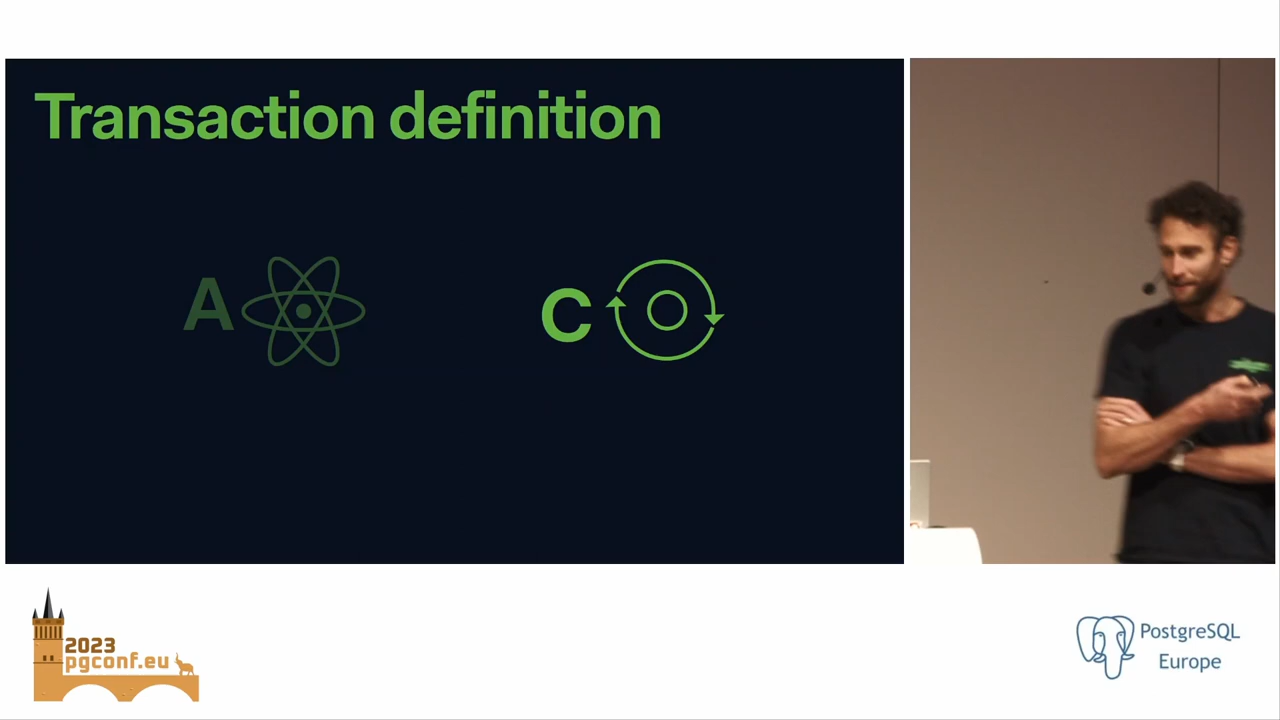 Transaction definition
A
C
2023
pgconf.eu
PostgreSQL
Europe